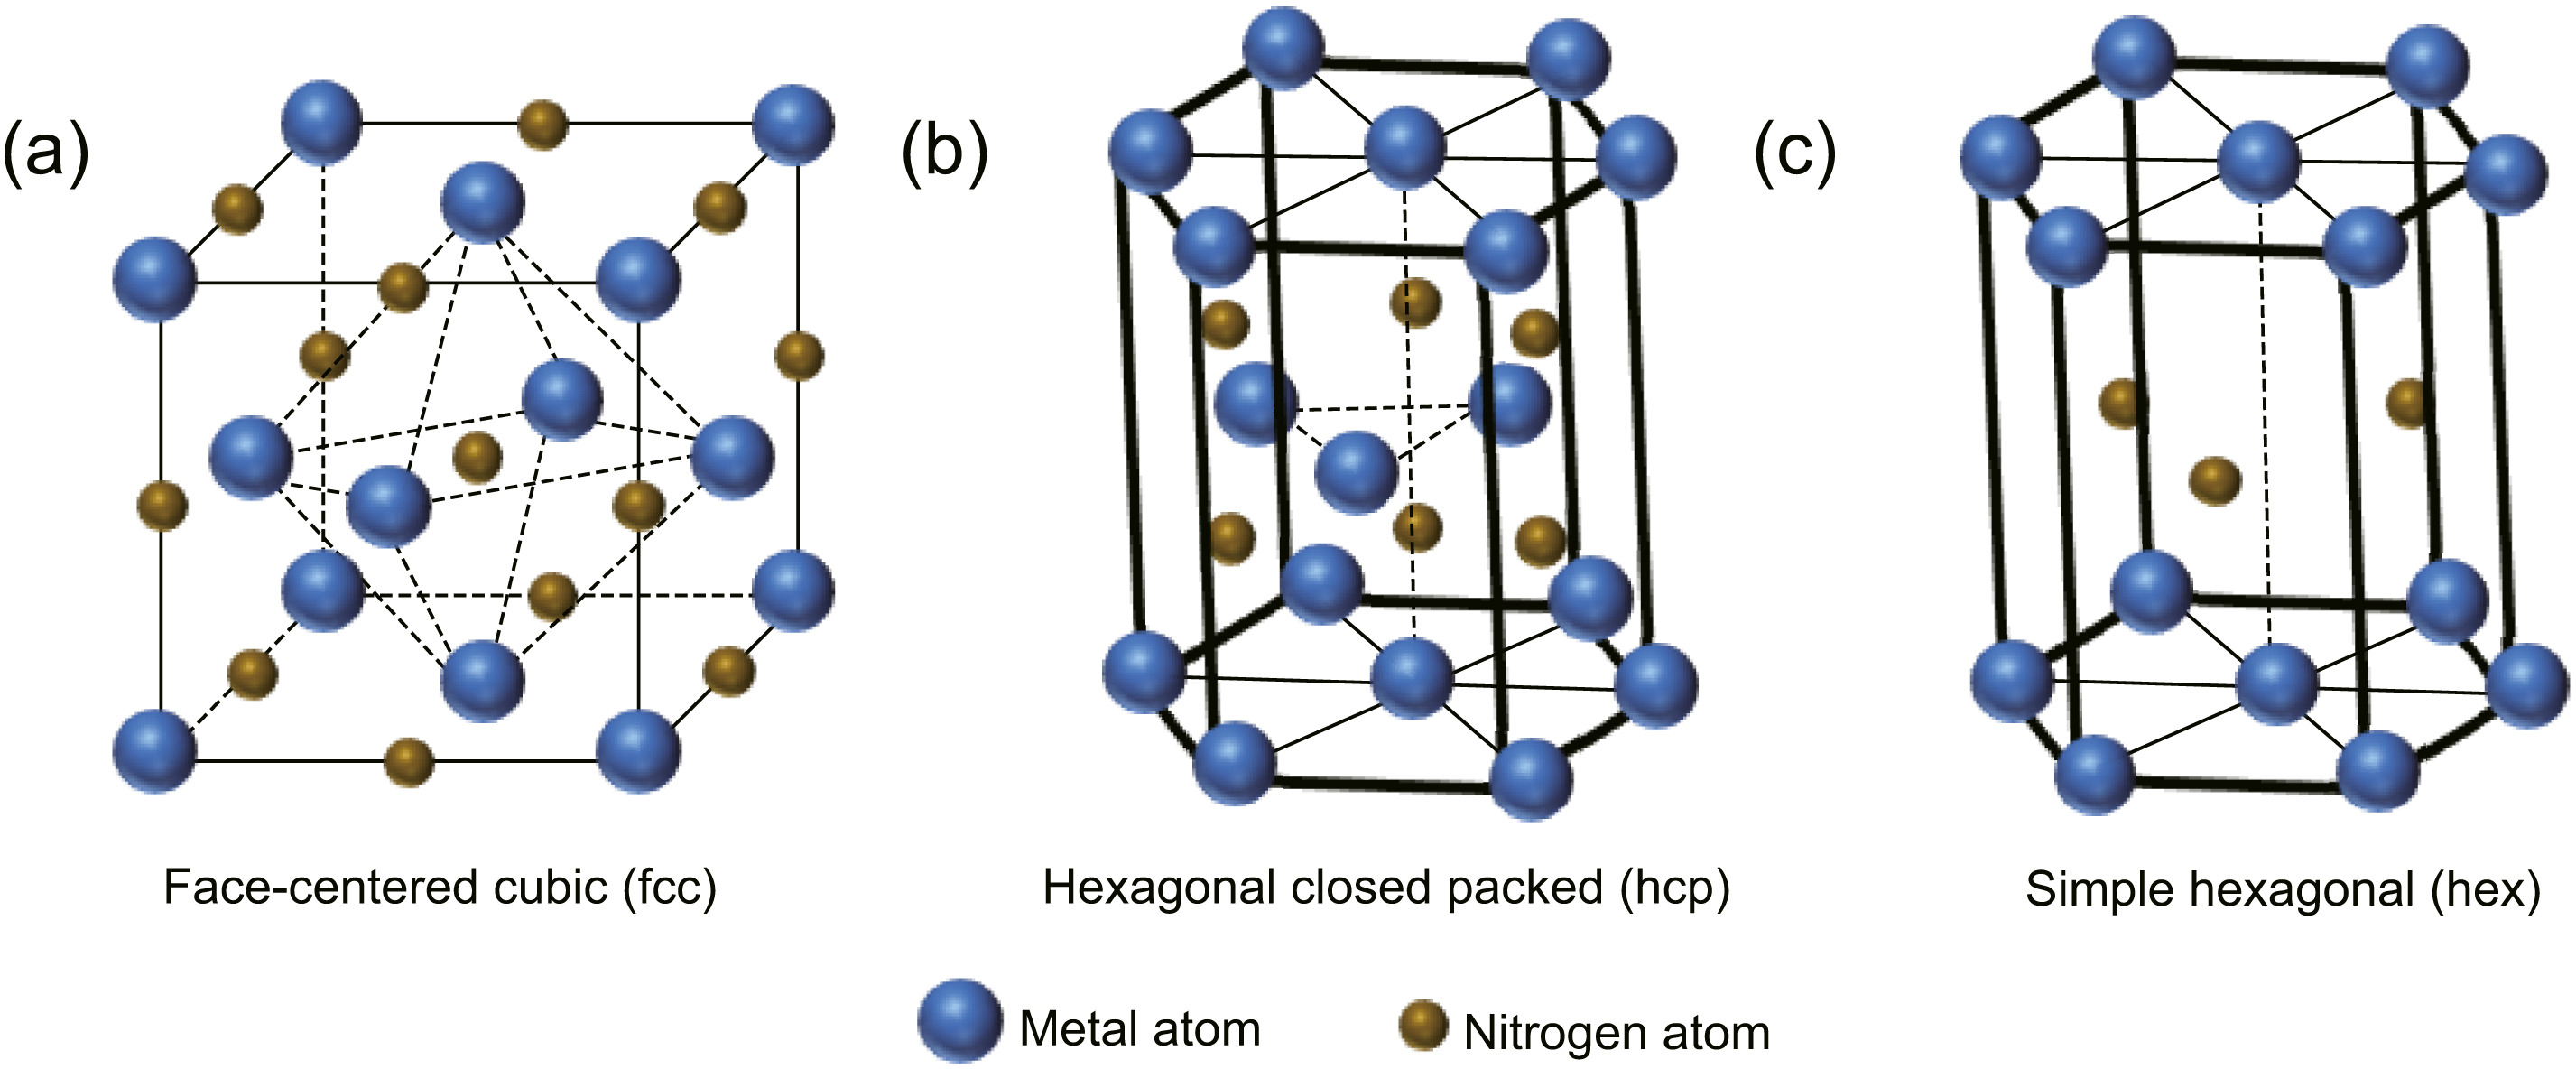 (a)
(b)
(c)
Face-centered cubic (fcc)
Hexagonal closed packed (hcp)
Simple hexagonal (hex)
Metal atom
Nitrogen atom